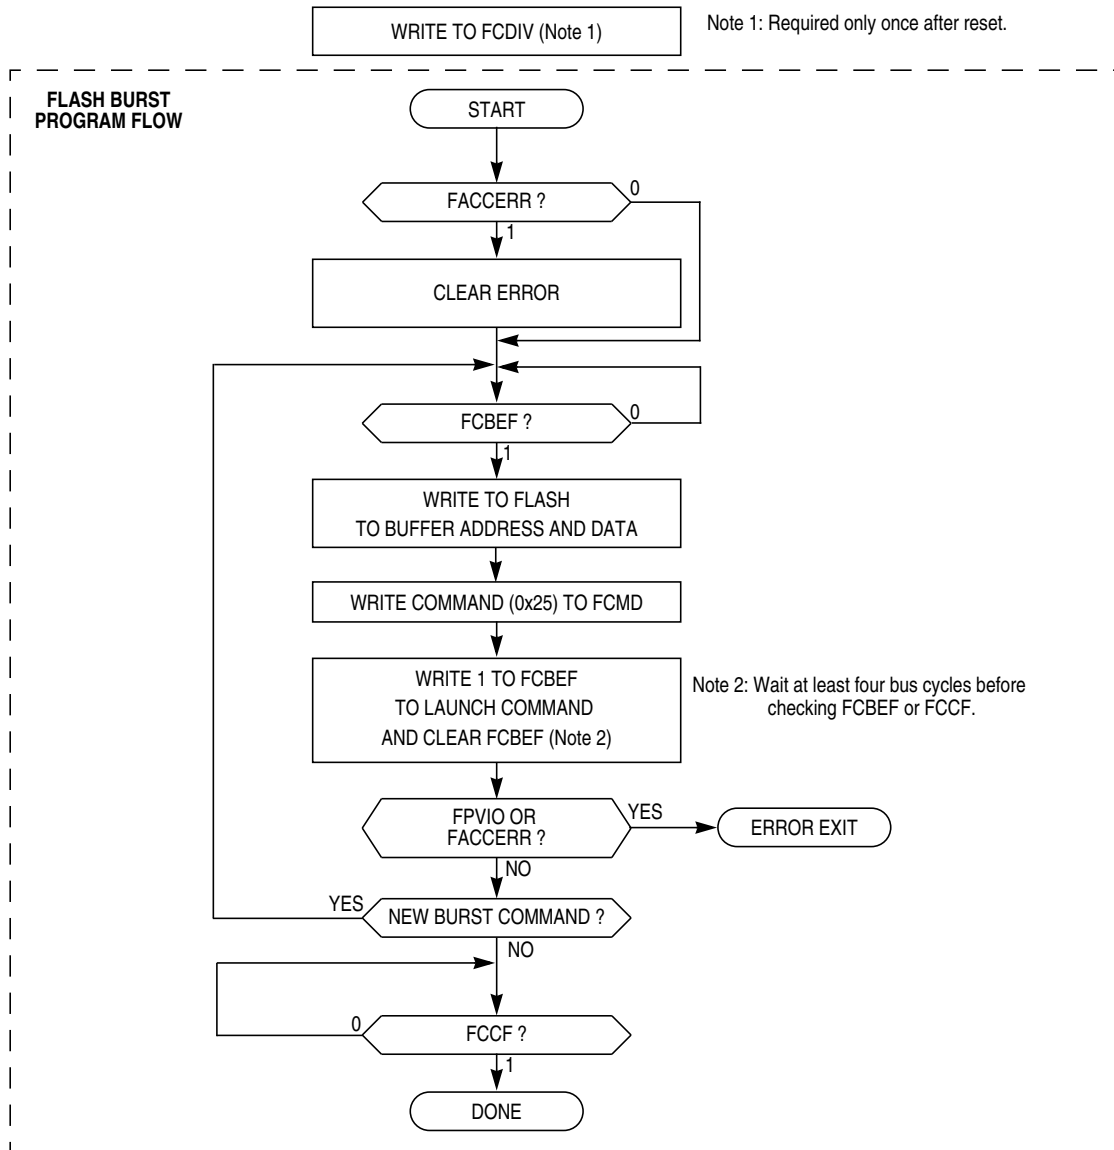 WRITE TO FCDIV (Note 1)
Note 1: Required only once after reset.
FLASH BURST
PROGRAM FLOW
START
FACCERR ?
0
1
CLEAR ERROR
FCBEF ?
0
1
WRITE TO FLASH
TO BUFFER ADDRESS AND DATA
WRITE COMMAND (0x25) TO FCMD
WRITE 1 TO FCBEF
TO LAUNCH COMMAND
AND CLEAR FCBEF (Note 2)
Note 2: Wait at least four bus cycles before
checking FCBEF or FCCF.
FPVIO OR
FACCERR ?
YES
ERROR EXIT
NO
YES
NEW BURST COMMAND ?
NO
0
FCCF ?
1
DONE